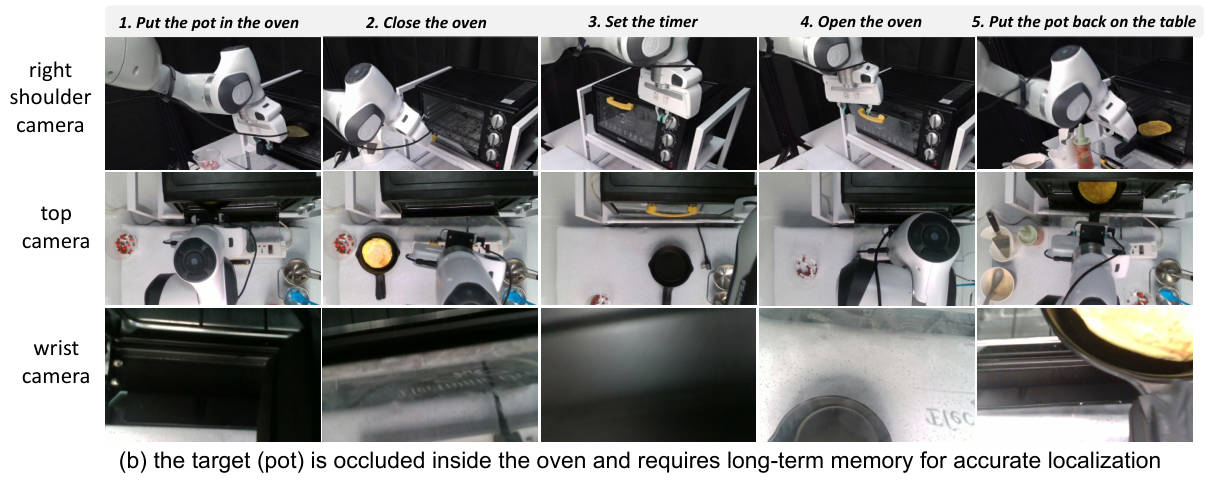 1. Put the pot in the oven
2. Close the oven
3. Set the timer
4. Open the oven
5. Put the pot back on the table
right
shoulder
camera
top
camera
wrist
camera
(b) the target (pot) is occluded inside the oven and requires long-term memory for accurate localization